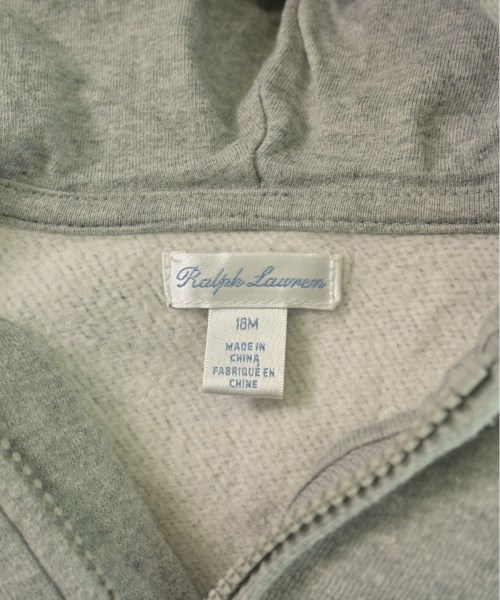 Ralph Lauren
18M
MADE IN
CHINA
FABRIQUÉ EN
CHINE